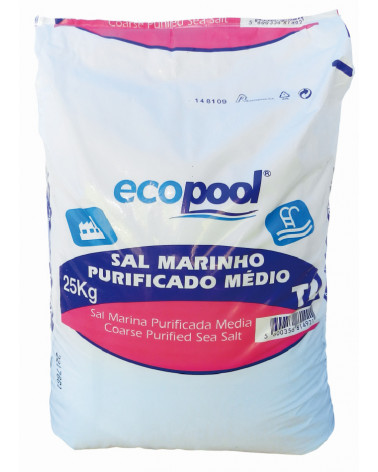 Coarse Purified Sea Salt
148109
ecopool®
SAL MARINHO
PURIFICADO MÉDIO
25Kg
Sal Marina Purificada Media
Coarse Purified Sea Salt